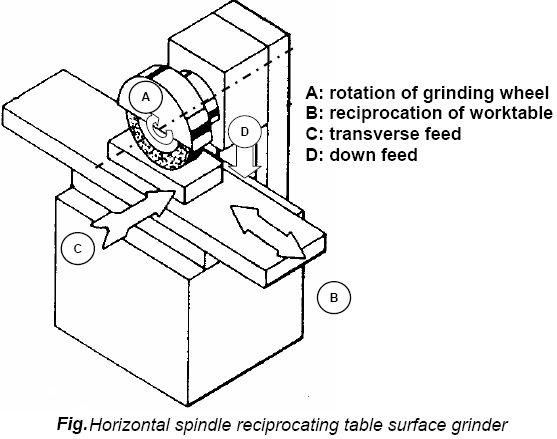 A
A: rotation of grinding wheel
B: reciprocation of worktable
C: transverse feed
D: down feed
D
C
B
Fig.Horizontal spindle reciprocating table surface grinder